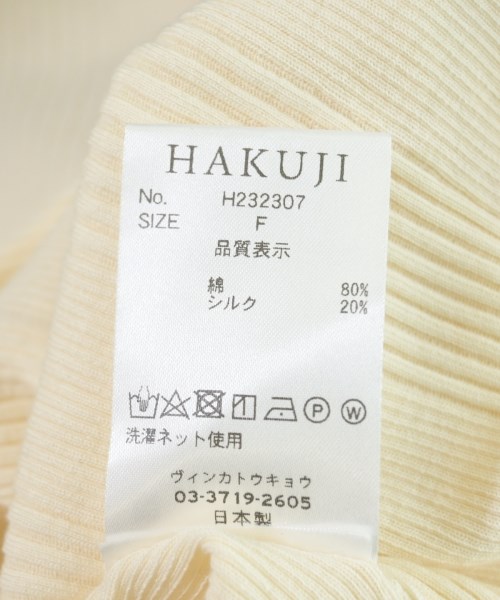 HAKUJI
No. H232307
SIZE F
品質表示
綿 80%
シルク 20%
P W
洗濯ネット使用
ヴィンカトウキョウ
03-3719-2605
日本製